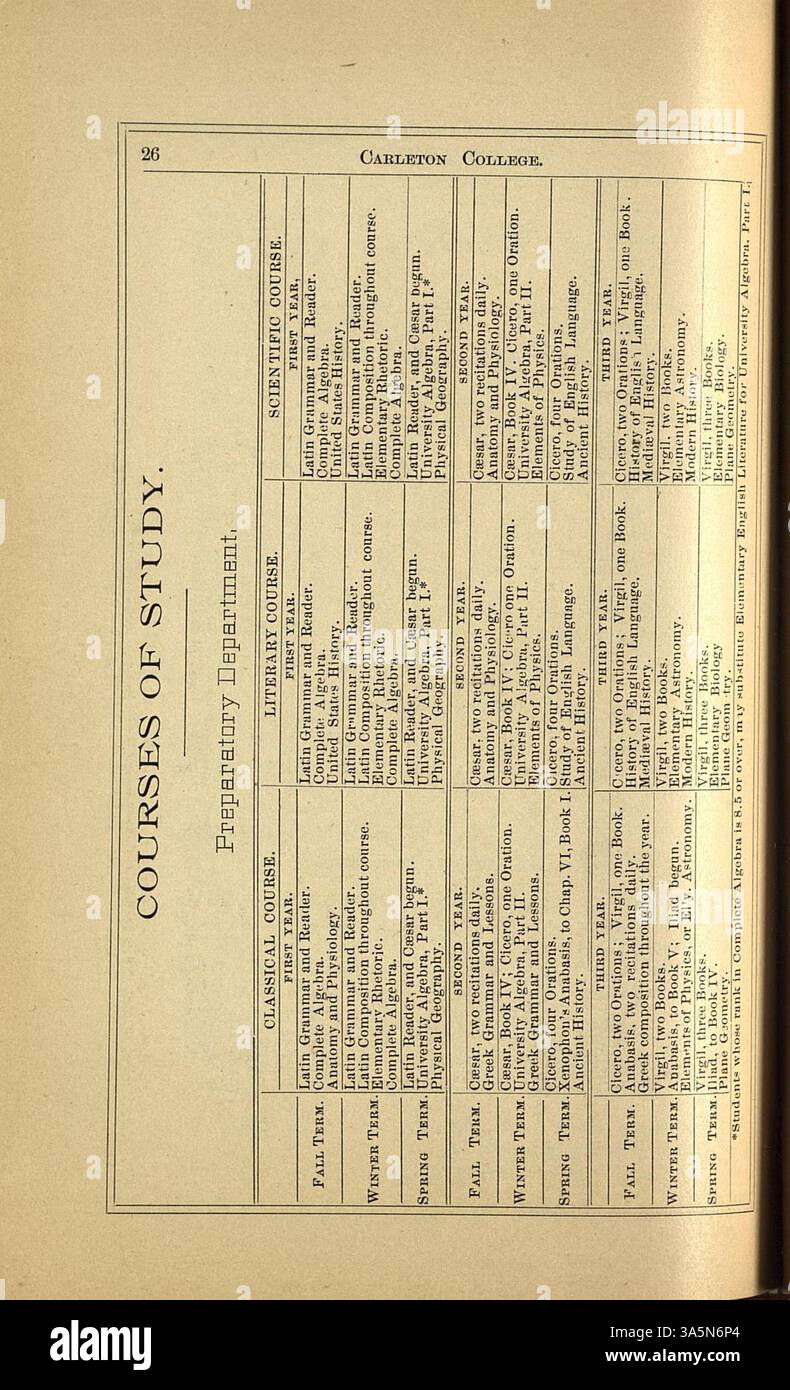 26
CARLETON COLLEGE.
COURSES OF STUDY.
Preparatory Department.
CLASSICAL COURSE.
LITERARY COURSE.
SCIENTIFIC COURSE.
FIRST YEAR.
FIRST YEAR.
FIRST YEAR,
FALL TERM.
Latin Grammar and Reader.
Complete Algebra.
Anatomy and Physiology.
Latin Grammar and Reader.
Complete Algebra.
United States History.
Latin Grammar and Reader.
Complete Algebra.
United States History.
WINTER TERM.
Latin Grammar and Reader.
Latin Composition throughout course.
Elementary Rhetoric.
Complete Algebra.
Latin Grammar and Reader.
Latin Composition throughout course.
Elementary Rhetoric.
Complete Algebra.
Latin Grammar and Reader.
Latin Composition throughout course.
Elementary Rhetoric.
Complete Algebra.
SPRING TERM.
Latin Reader, and Cæsar begun.
University Algebra, Part I.*
Physical Geography.
Latin Reader, and Cæsar begun.
University Algebra, Part I.*
Physical Geography.
Latin Reader, and Cæsar begun.
University Algebra, Part I.*
Physical Geography.
SECOND YEAR.
SECOND YEAR.
SECOND YEAR.
FALL TERM.
Cæsar, two recitations daily.
Greek Grammar and Lessons.
Cæsar, two recitations daily.
Anatomy and Physiology.
Cæsar, two recitations daily.
Anatomy and Physiology.
WINTER TERM.
Cæsar, Book IV; Cicero, one Oration.
University Algebra, Part II.
Greek Grammar and Lessons.
Cæsar, Book IV; Cicero one Oration.
University Algebra, Part II.
Elements of Physics.
Cæsar, Book IV. Cicero, one Oration.
University Algebra, Part II.
Elements of Physics.
SPRING TERM.
Cicero, four Orations.
Xenophon's Anabasis, to Chap. VI, Book I.
Ancient History.
Cicero, four Orations.
Study of English Language.
Ancient History.
Cicero, four Orations.
Study of English Language.
Ancient History.
THIRD YEAR.
THIRD YEAR.
THIRD YEAR.
FALL TERM.
Cicero, two Orations; Virgil, one Book.
Anabasis, two recitations daily.
Greek composition throughout the year.
Cicero, two Orations; Virgil, one Book.
History of English Language.
Mediæval History.
Cicero, two Orations; Virgil, one Book.
History of English Language.
Mediæval History.
WINTER TERM.
Virgil, two Books.
Anabasis, to Book V; Iliad begun.
Elements of Physics, or El'y. Astronomy.
Virgil, two Books.
Elementary Astronomy.
Modern History.
Virgil, two Books.
Elementary Astronomy.
Modern History.
SPRING TERM.
Virgil, three Books.
Iliad, to Book IV.
Plane Geometry.
Virgil, three Books.
Elementary Biology
Plane Geometry.
Virgil, three Books.
Elementary Biology.
Plane Geometry.
*Students whose rank in Complete Algebra is 8.5 or over, may substitute Elementary English Literature for University Algebra, Part I.
alamy
Image ID: 3A5N6P4
www.alamy.com